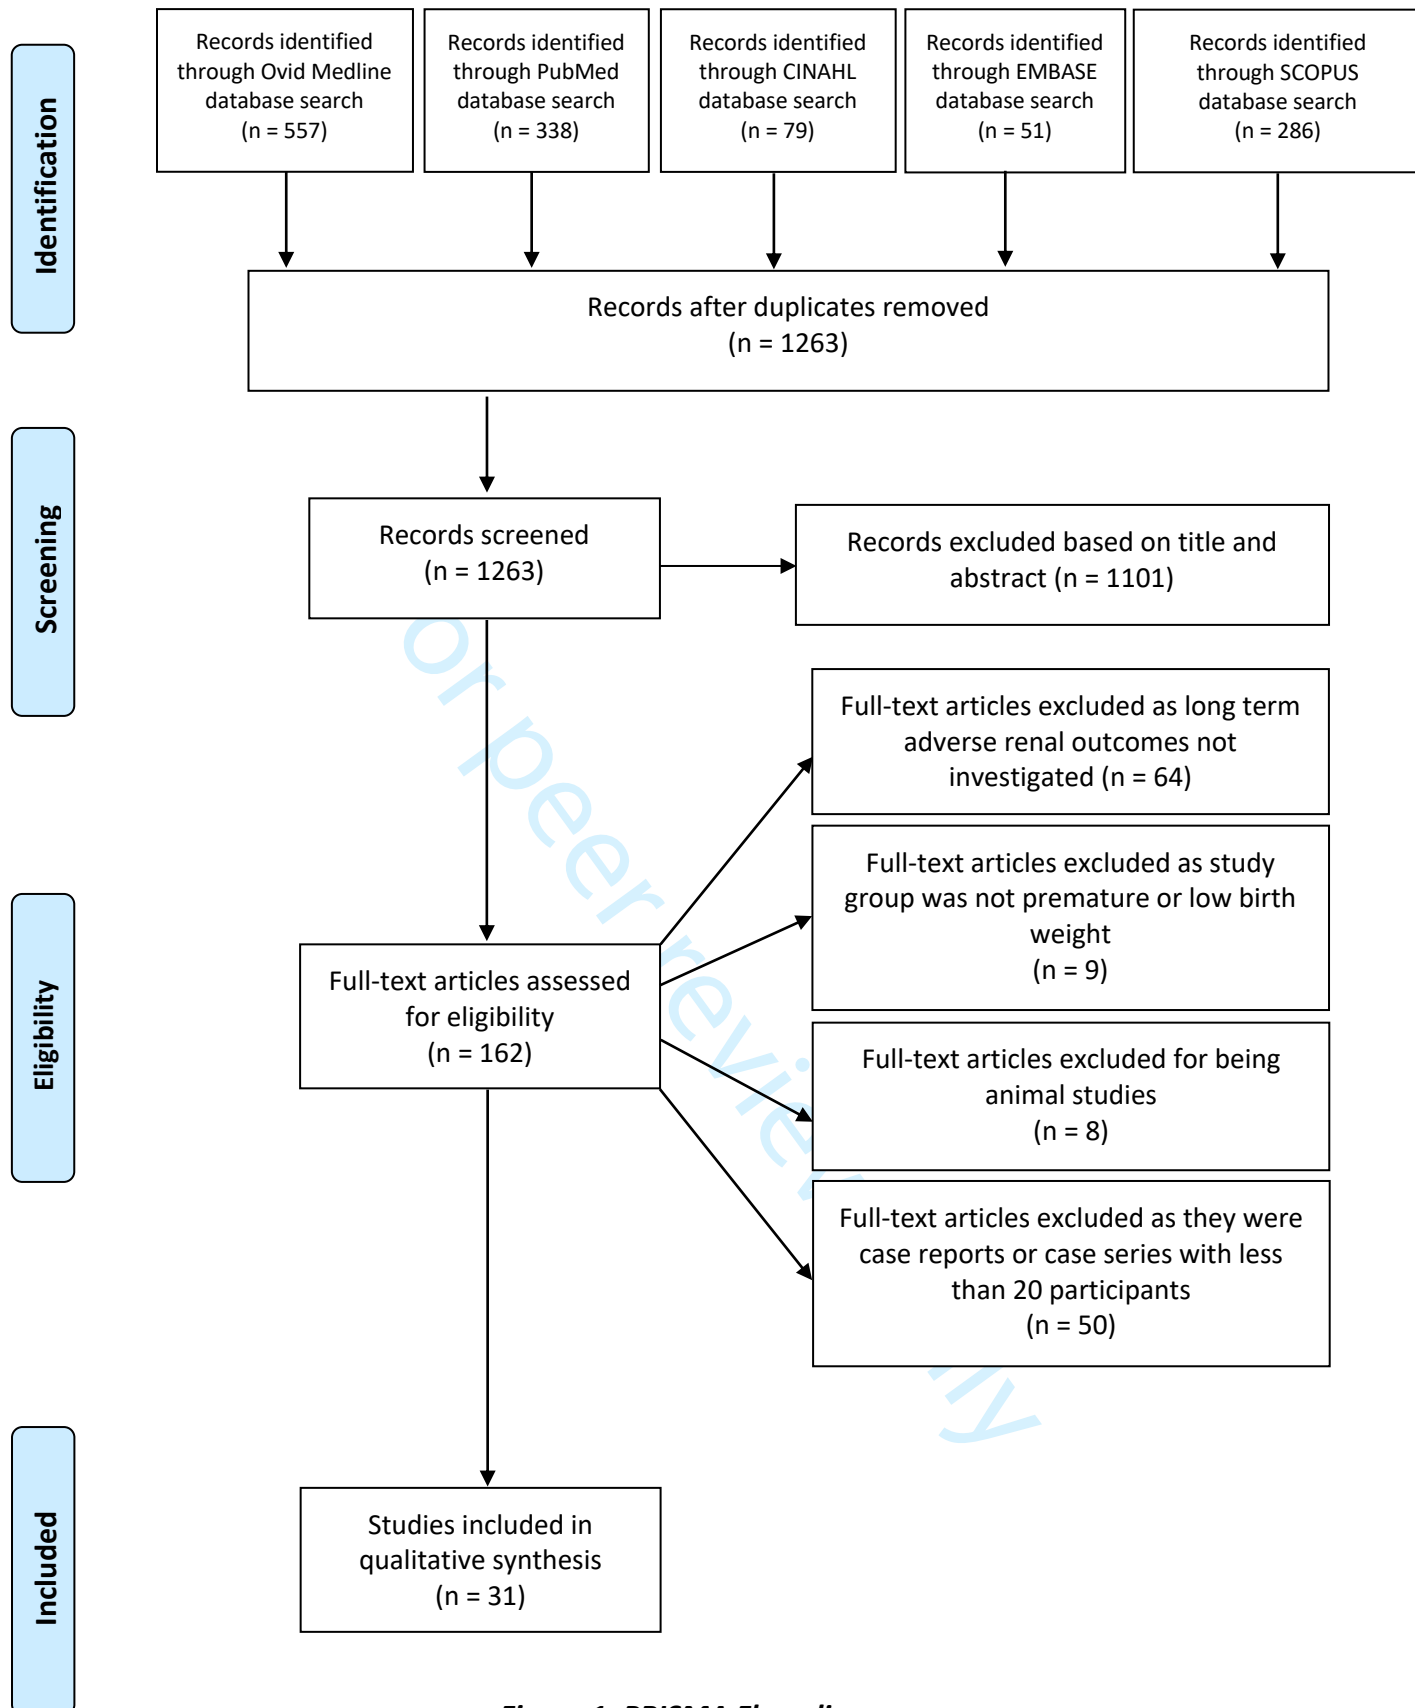 Identification
Records identified
through Ovid Medline
database search
(n = 557)
Records identified
through PubMed
database search
(n = 338)
Records identified
through CINAHL
database search
(n = 79)
Records identified
through EMBASE
database search
(n = 51)
Records identified
through SCOPUS
database search
(n = 286)
Records after duplicates removed
(n = 1263)
Screening
Records screened
(n = 1263)
Records excluded based on title and
abstract (n = 1101)
Full-text articles excluded as long term
adverse renal outcomes not
investigated (n = 64)
Full-text articles excluded as study
group was not premature or low birth
weight
(n = 9)
Eligibility
Full-text articles assessed
for eligibility
(n = 162)
Full-text articles excluded for being
animal studies
(n = 8)
Full-text articles excluded as they were
case reports or case series with less
than 20 participants
(n = 50)
Included
Studies included in
qualitative synthesis
(n = 31)
or peer review